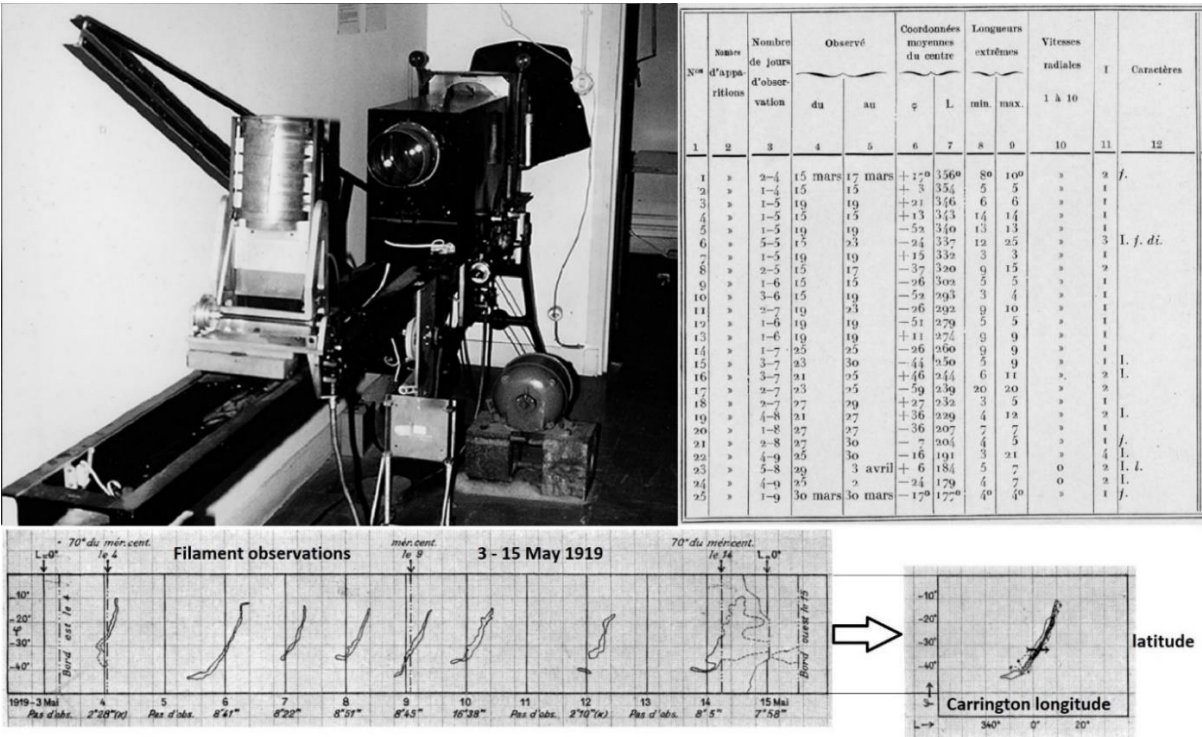 Nos
Nombre d'apparitions
Nombre de jours d'observation
Observé
du au
Coordonnées moyennes du centre
φ L
Longueurs extrêmes
min. max.
Vitesses radiales
1 à 10
I
Caractères
1 2 3 4 5 6 7 8 9 10 11 12
1 » 2-4 15 mars 17 mars +17° 356° 8° 10° » 2 f.
2 » 1-4 15 15 + 3 354 5 5 » 1
3 » 1-5 19 19 +21 346 6 6 » 1
4 » 1-5 15 15 +13 343 14 14 » 1
5 » 1-5 19 19 −52 340 13 13 » 1
6 » 5-5 15 23 −24 337 12 25 » 3 I. f. di.
7 » 1-5 19 19 +15 332 3 3 » 1
8 » 2-5 15 17 −37 320 9 15 » 2
9 » 1-6 15 15 −26 302 5 5 » 1
10 » 3-6 15 19 −52 293 3 4 » 1
11 » 2-7 19 23 −26 292 9 10 » 1
12 » 1-6 19 19 −51 279 5 5 » 1
13 » 1-6 19 19 +11 274 9 9 » 1
14 » 1-7 25 25 −26 260 9 9 » 1
15 » 3-7 23 30 −44 250 5 9 » 1 I.
16 » 3-7 21 25 +46 244 6 11 » 2 I.
17 » 2-7 23 25 −59 239 20 20 » 2
18 » 2-7 27 29 +27 232 3 5 » 1
19 » 4-8 21 27 +36 229 4 12 » 2 I.
20 » 1-8 27 27 −36 207 7 7 » 1
21 » 2-8 27 30 − 7 204 4 5 » 1 f.
22 » 4-9 25 30 −16 191 3 21 » 4 I.
23 » 5-8 29 3 avril + 6 184 5 7 0 2 I. l.
24 » 4-9 25 2 −24 179 4 7 0 2 I.
25 » 1-9 30 mars 30 mars −17° 177° 4° 4° » 1 f.
L=0° 70° du mér. cent. le 4
Filament observations
mér. cent. le 9
3 - 15 May 1919
70° du mér. cent. le 14 L=0°
-10°
-20°
φ
-30°
-40°
Bord est le 4
Bord ouest le 15
1919-3 Mai 4 5 6 7 8 9 10 11 12 13 14 15 Mai
Pas d'obs. 2h28m(K) Pas d'obs. 8h41m 8h22m 8h51m 8h45m 16h38m Pas d'obs. 2h10m(K) Pas d'obs. 8h5m 7h58m
-10°
-20°
-30°
-40°
φ
latitude
Carrington longitude
L→ 340° 0° 20°